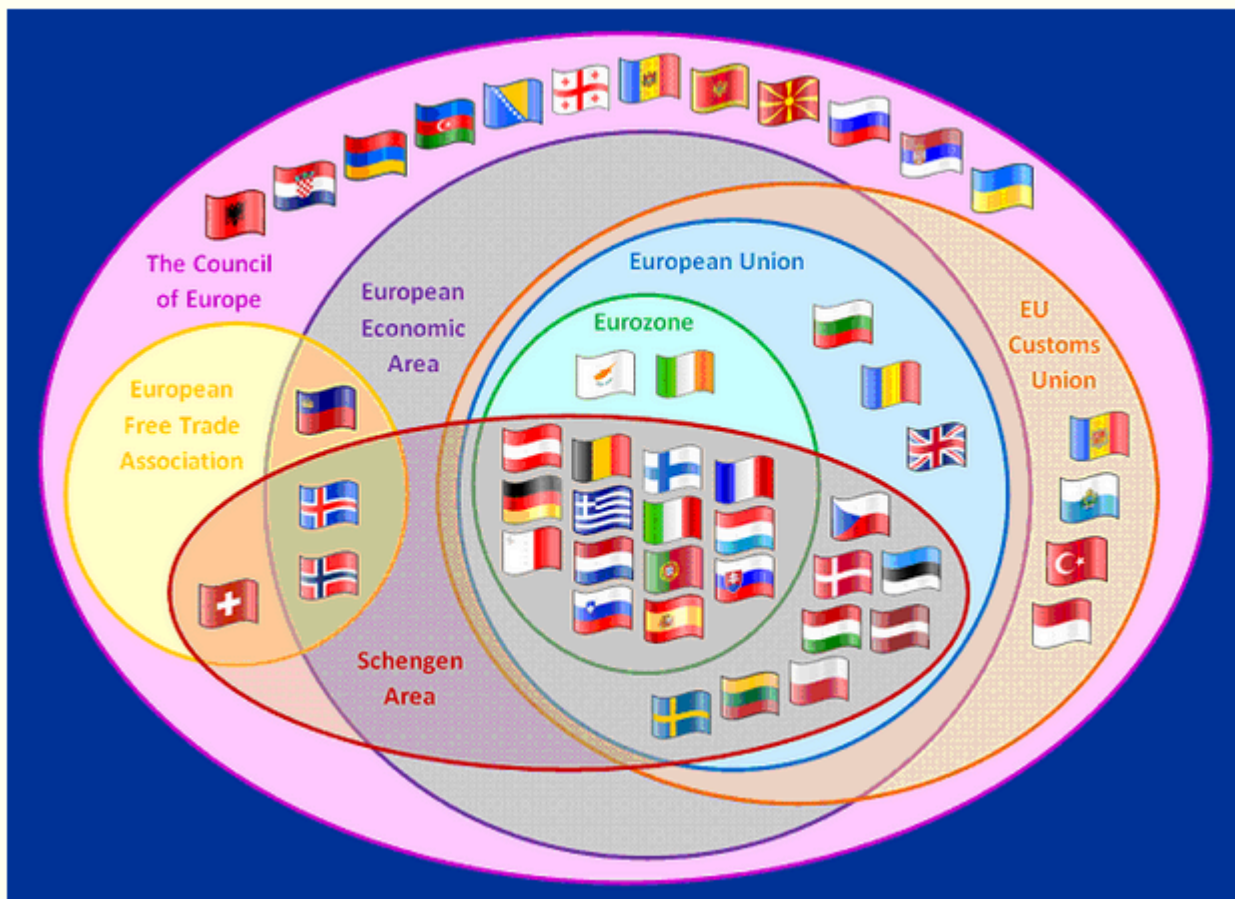 The Council
of Europe
European
Economic
Area
European Union
Eurozone
EU
Customs
Union
European
Free Trade
Association
Schengen
Area